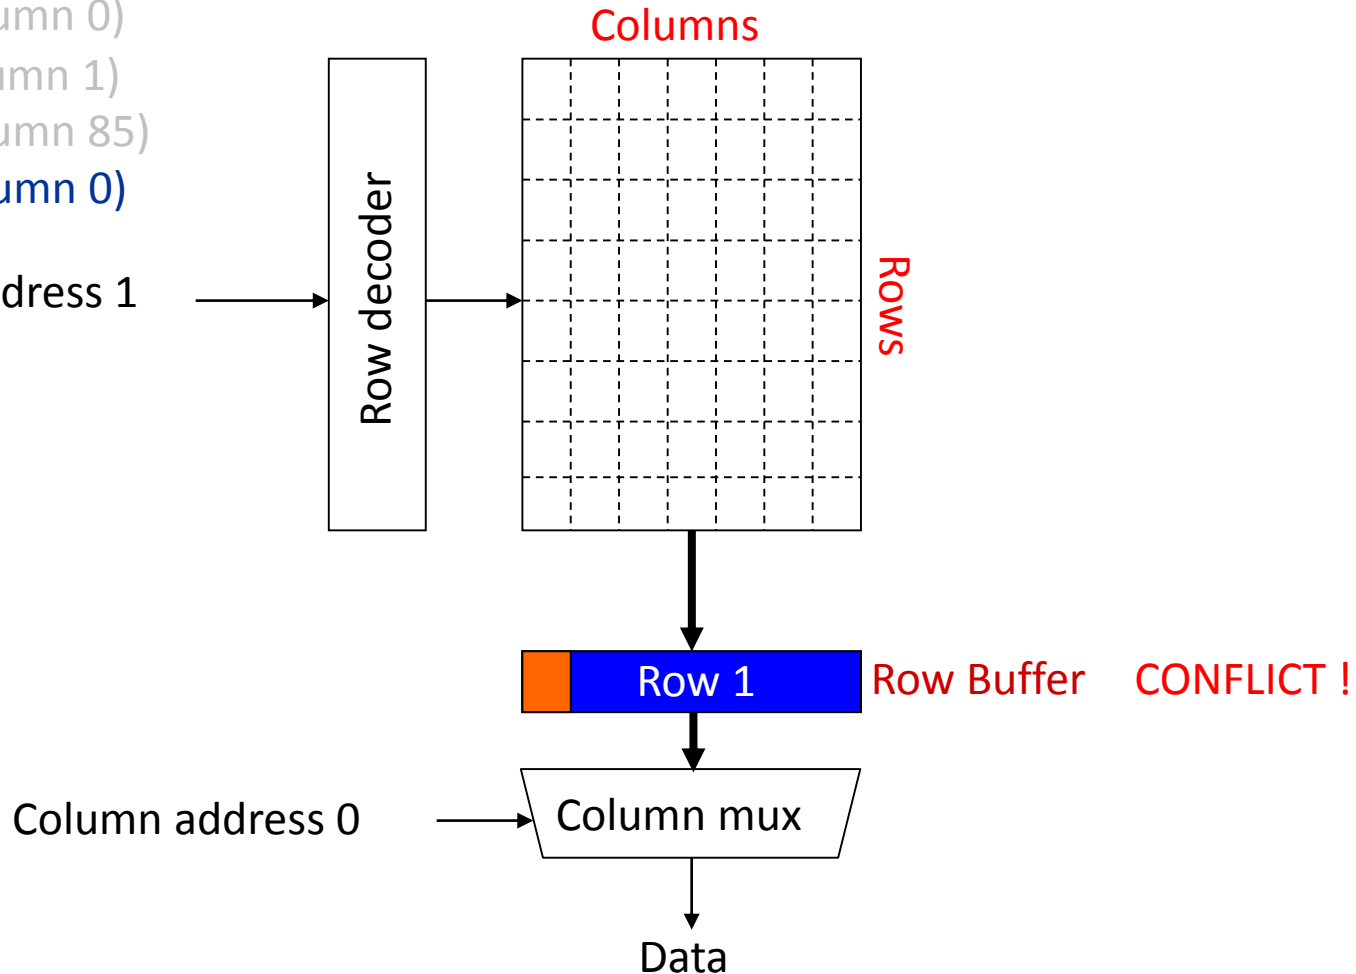 umn 0)
Columns
umn 1)
umn 85)
umn 0)
dress 1
Row decoder
Rows
Row 1
Row Buffer
CONFLICT !
Column address 0
Column mux
Data